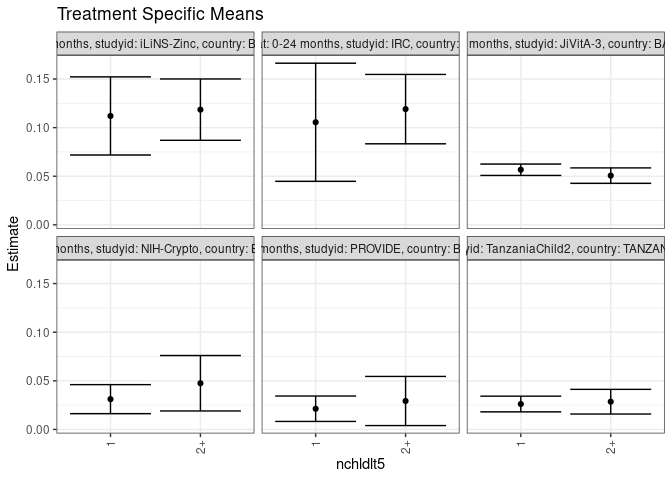 Treatment Specific Means
months, studyid: iLiNS-Zinc, country: B
at: 0-24 months, studyid: IRC, country:
months, studyid: JiVitA-3, country: BA
0.15
0.10
0.05
0.00
Estimate
months, studyid: NIH-Crypto, country: B
months, studyid: PROVIDE, country: B
yid: TanzaniaChild2, country: TANZAN
0.15
0.10
0.05
0.00
1
2+
1
2+
1
2+
nchldlt5